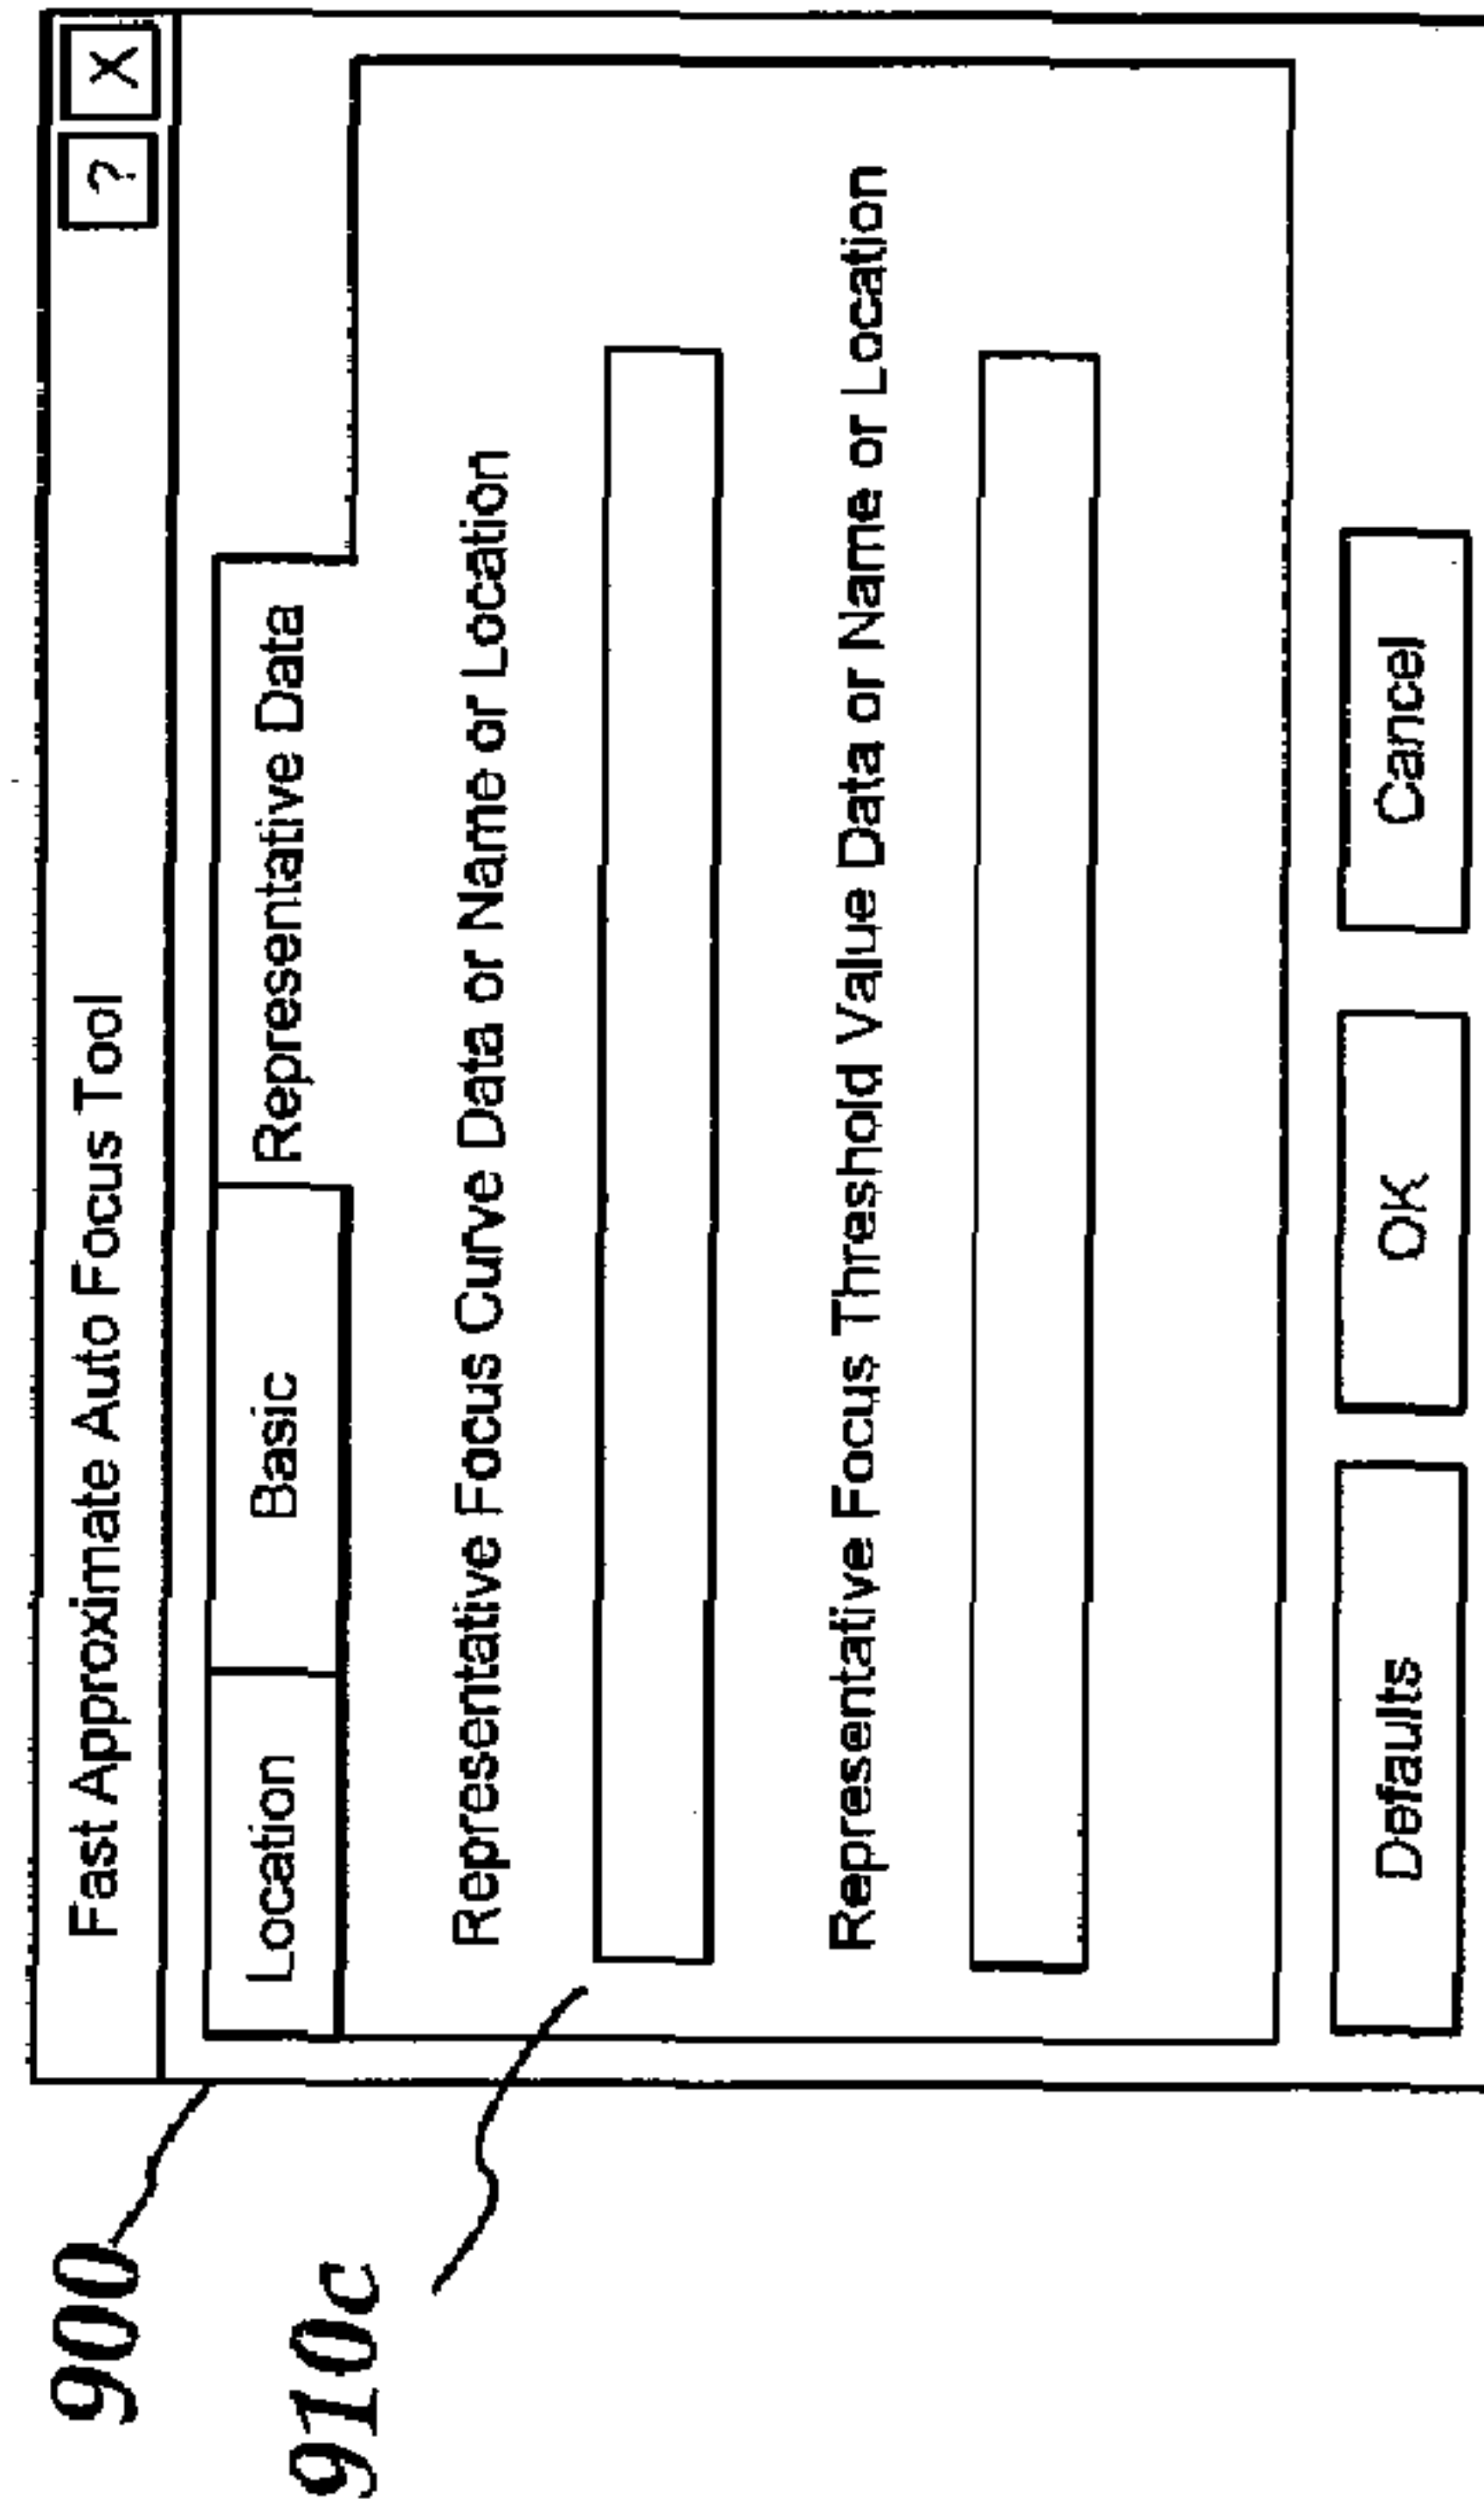 900
Fast Approximate Auto Focus Tool ? X
Location Basic Representative Data
910c
Representative Focus Curve Data or Name or Location
Representative Focus Threshold Value Data or Name or Location
Defaults OK Cancel